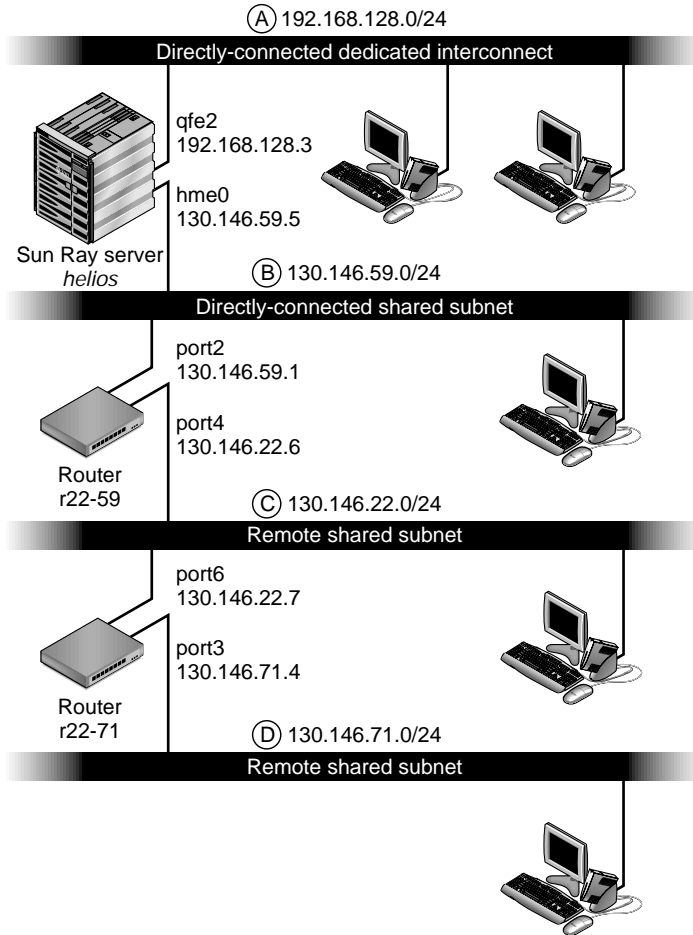 A 192.168.128.0/24
Directly-connected dedicated interconnect
qfe2
192.168.128.3
hme0
130.146.59.5
Sun Ray server
helios
B 130.146.59.0/24
Directly-connected shared subnet
port2
130.146.59.1
port4
130.146.22.6
Router
r22-59
C 130.146.22.0/24
Remote shared subnet
port6
130.146.22.7
port3
130.146.71.4
Router
r22-71
D 130.146.71.0/24
Remote shared subnet